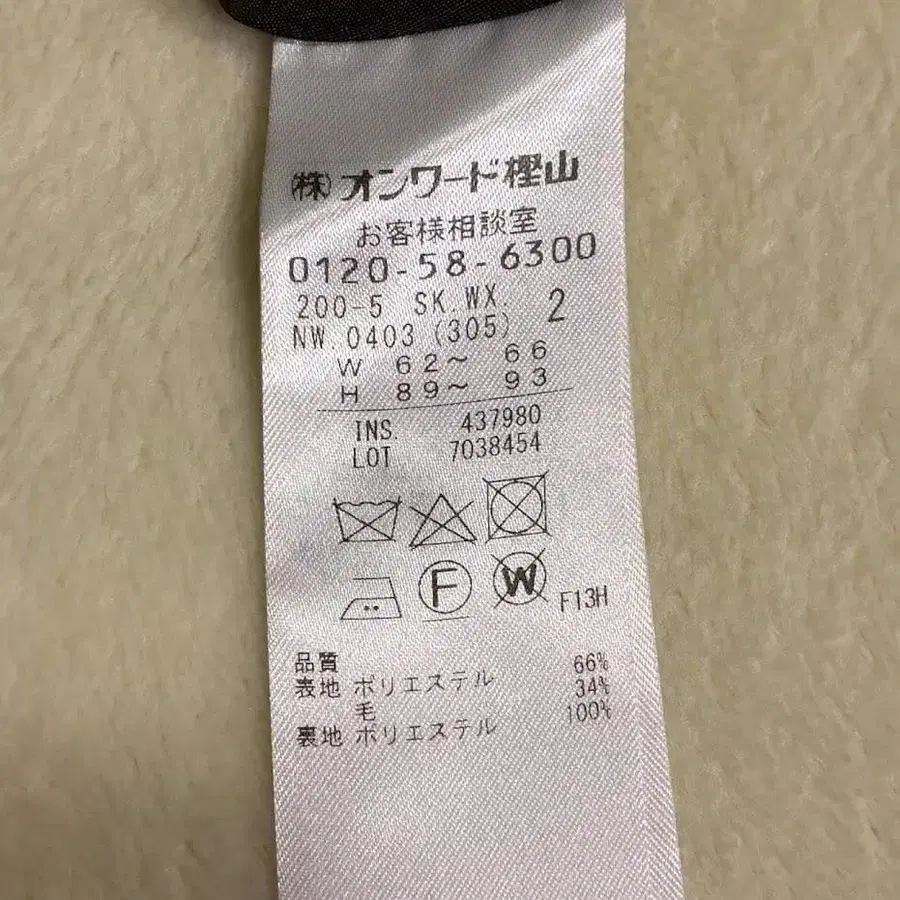 (株)オンワード樫山
お客様相談室
0120-58-6300
200-5 SK.WX. 2
NW 0403 (305)
W 62～ 66
H 89～ 93
INS. 437980
LOT 7038454
F W F13H
品質
表地 ポリエステル 66%
毛 34%
裏地 ポリエステル 100%